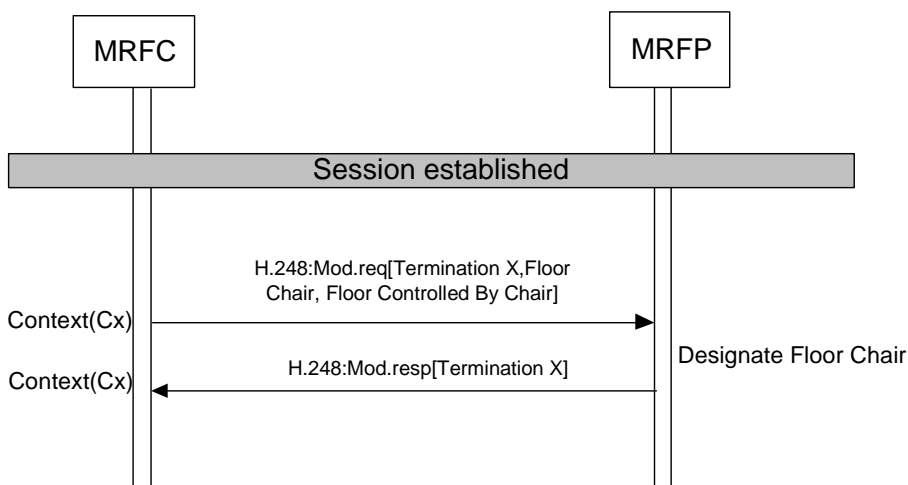 MRFC
MRFP
Session established
H.248:Mod.req[Termination X,Floor
Chair, Floor Controlled By Chair]
Context(Cx)
Designate Floor Chair
H.248:Mod.resp[Termination X]
Context(Cx)